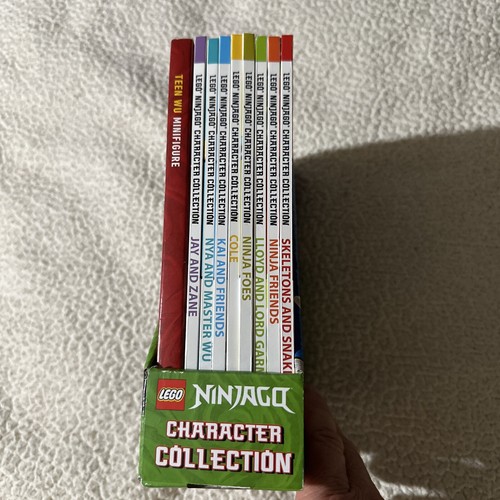 TEEN WU MINIFIGURE
LEGO NINJAGO CHARACTER COLLECTION JAY AND ZANE
LEGO NINJAGO CHARACTER COLLECTION NYA AND MASTER WU
LEGO NINJAGO CHARACTER COLLECTION KAI AND FRIENDS
LEGO NINJAGO CHARACTER COLLECTION COLE
LEGO NINJAGO CHARACTER COLLECTION NINJA FOES
LEGO NINJAGO CHARACTER COLLECTION LLOYD AND LORD GARM
LEGO NINJAGO CHARACTER COLLECTION NINJA FRIENDS
LEGO NINJAGO CHARACTER COLLECTION SKELETONS AND SNAK
LEGO NINJAGO
CHARACTER
COLLECTION